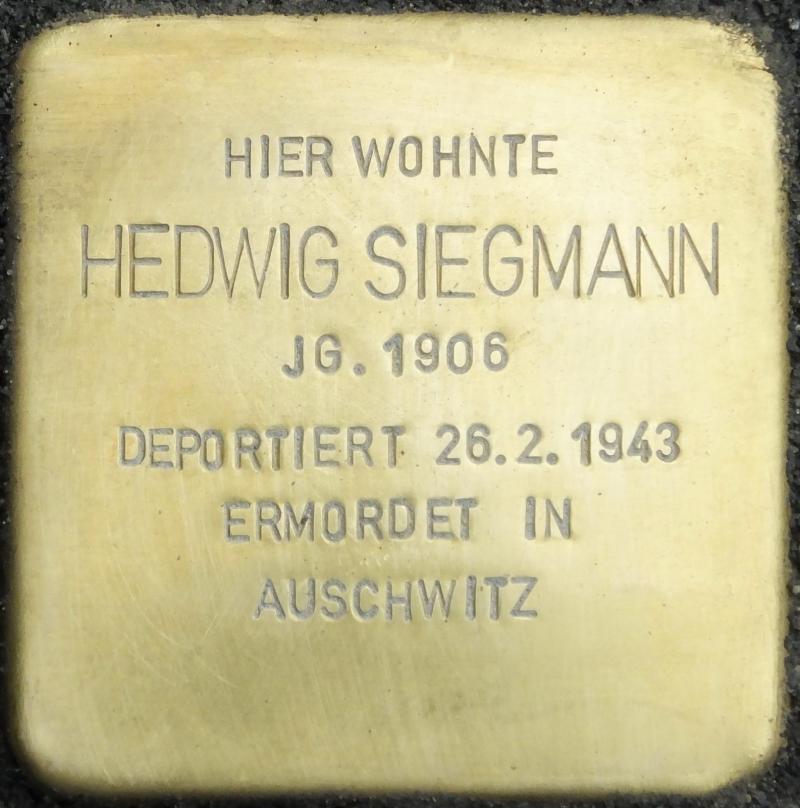 HIER WOHNTE
HEDWIG SIEGMANN
JG. 1906
DEPORTIERT 26.2.1943
ERMORDET IN
AUSCHWITZ